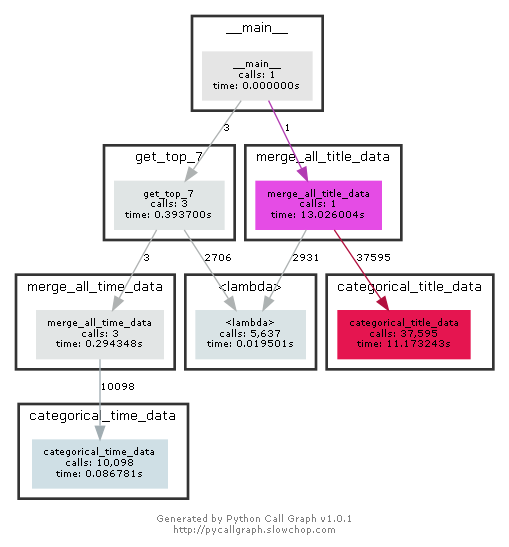 __main__
__main__
calls: 1
time: 0.000000s
3
1
get_top_7
merge_all_title_data
get_top_7
calls: 3
time: 0.393700s
merge_all_title_data
calls: 1
time: 13.026004s
3
2706
2931
37595
merge_all_time_data
<lambda>
categorical_title_data
merge_all_time_data
calls: 3
time: 0.294348s
<lambda>
calls: 5,637
time: 0.019501s
categorical_title_data
calls: 37,595
time: 11.173243s
10098
categorical_time_data
categorical_time_data
calls: 10,098
time: 0.086781s
Generated by Python Call Graph v1.0.1
http://pycallgraph.slowchop.com